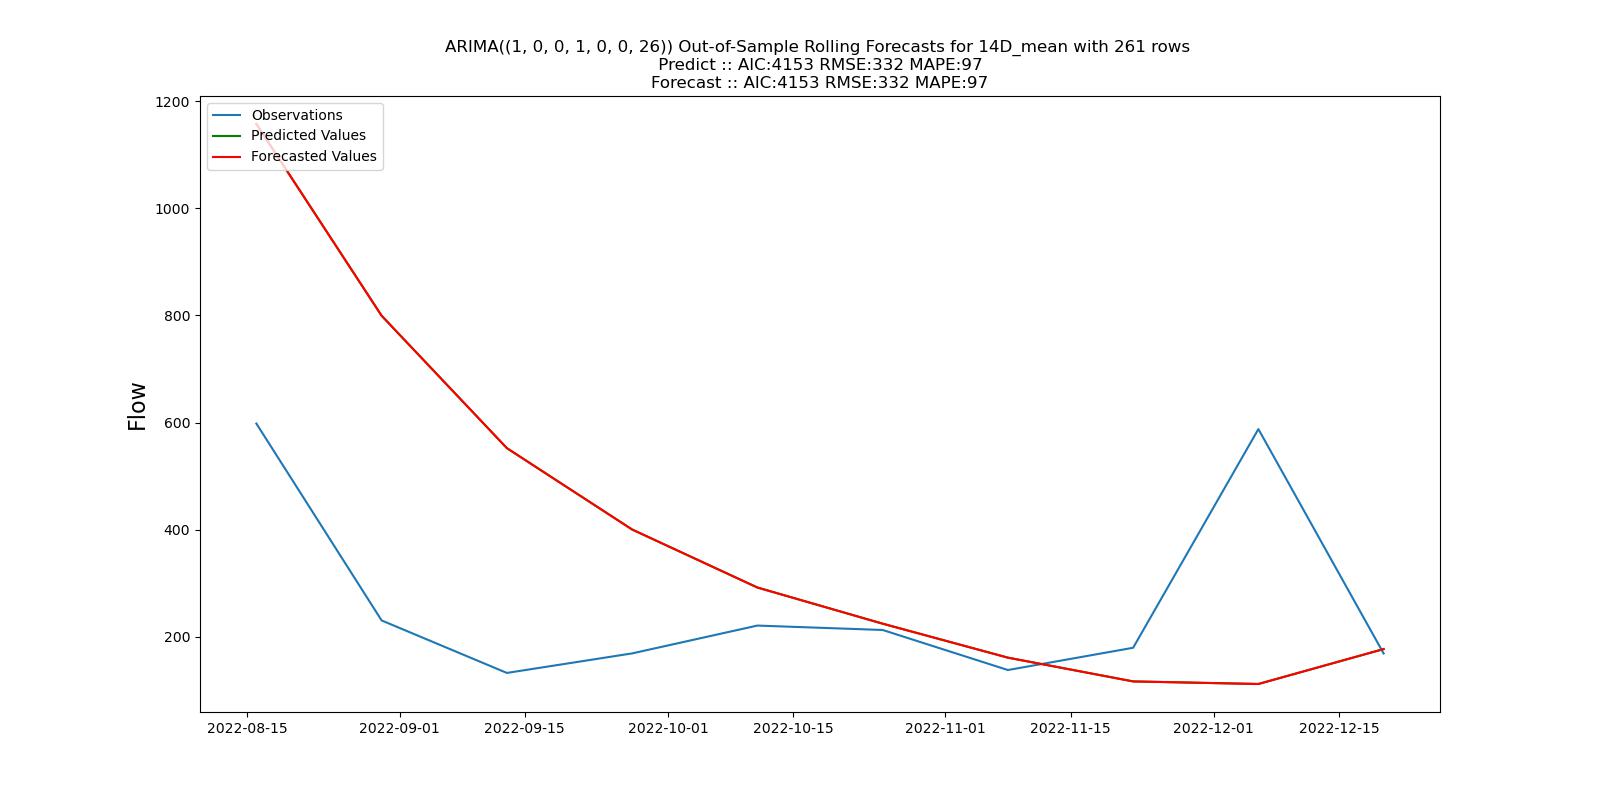 ARIMA((1, 0, 0, 1, 0, 0, 26)) Out-of-Sample Rolling Forecasts for 14D_mean with 261 rows
Predict :: AIC:4153 RMSE:332 MAPE:97
Forecast :: AIC:4153 RMSE:332 MAPE:97
Observations
Predicted Values
Forecasted Values
Flow
1200
1000
800
600
400
200
2022-08-15 2022-09-01 2022-09-15 2022-10-01 2022-10-15 2022-11-01 2022-11-15 2022-12-01 2022-12-15